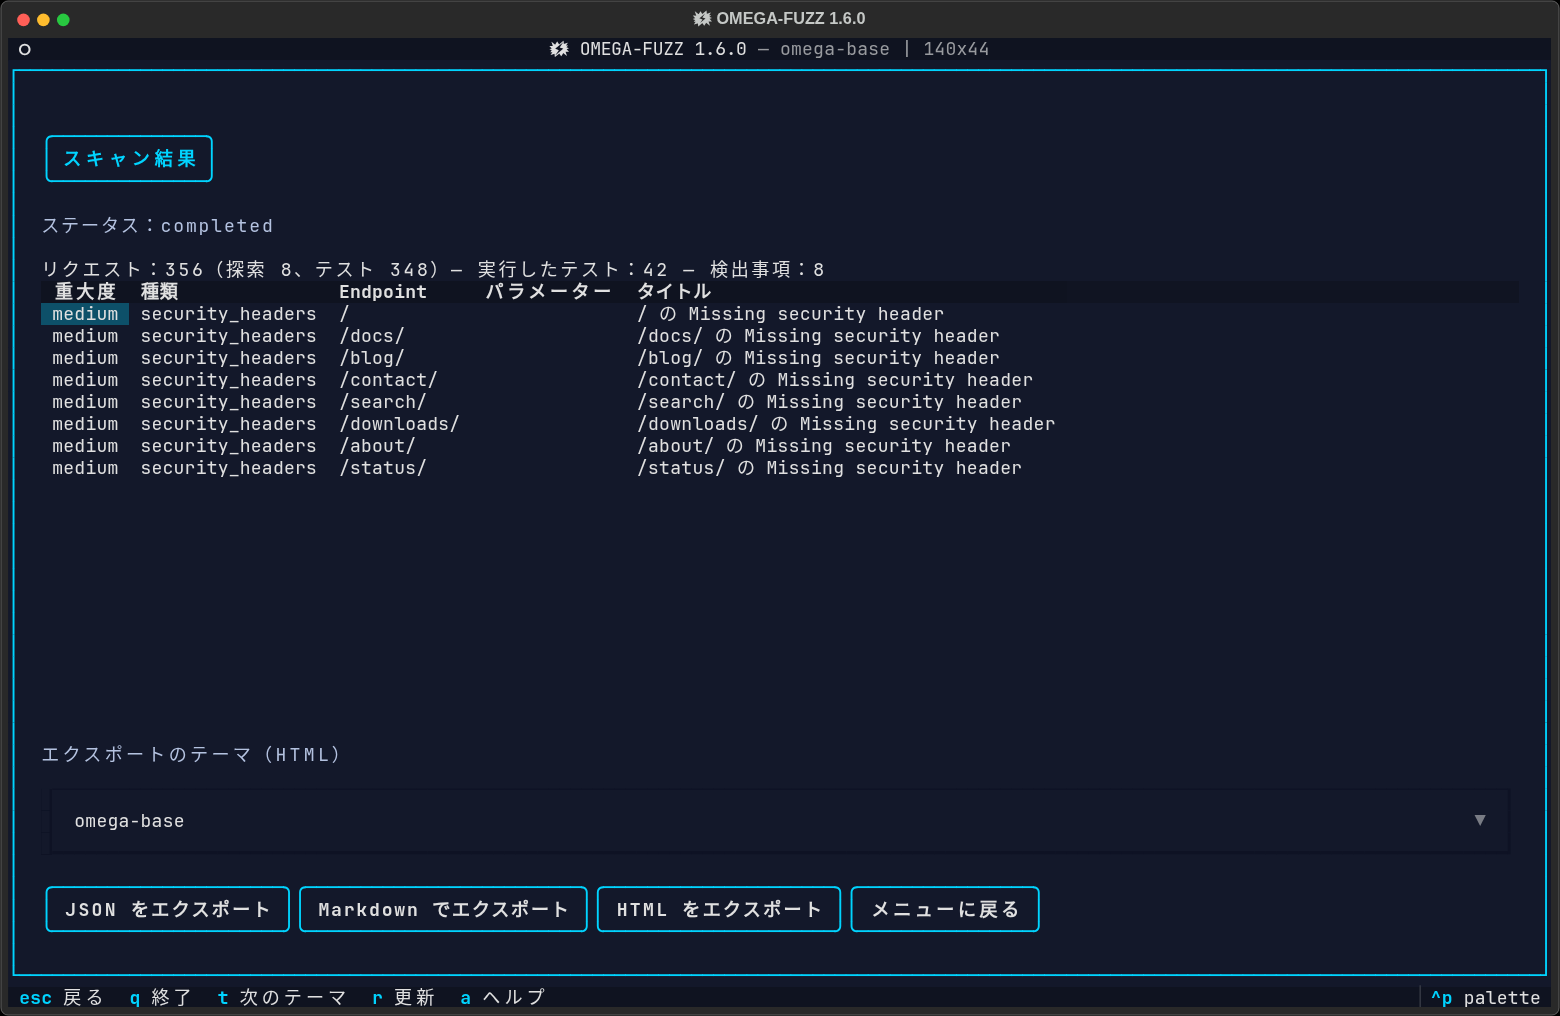 OMEGA-FUZZ 1.6.0
OMEGA-FUZZ 1.6.0 — omega-base | 140x44
スキャン結果
ステータス：completed
リクエスト：356（探索 8、テスト 348）— 実行したテスト：42 — 検出事項：8
重大度 種類 Endpoint パラメーター タイトル
medium security_headers / / の Missing security header
medium security_headers /docs/ /docs/ の Missing security header
medium security_headers /blog/ /blog/ の Missing security header
medium security_headers /contact/ /contact/ の Missing security header
medium security_headers /search/ /search/ の Missing security header
medium security_headers /downloads/ /downloads/ の Missing security header
medium security_headers /about/ /about/ の Missing security header
medium security_headers /status/ /status/ の Missing security header
エクスポートのテーマ（HTML）
omega-base ▼
JSON をエクスポート Markdown でエクスポート HTML をエクスポート メニューに戻る
esc 戻る q 終了 t 次のテーマ r 更新 a ヘルプ ^p palette